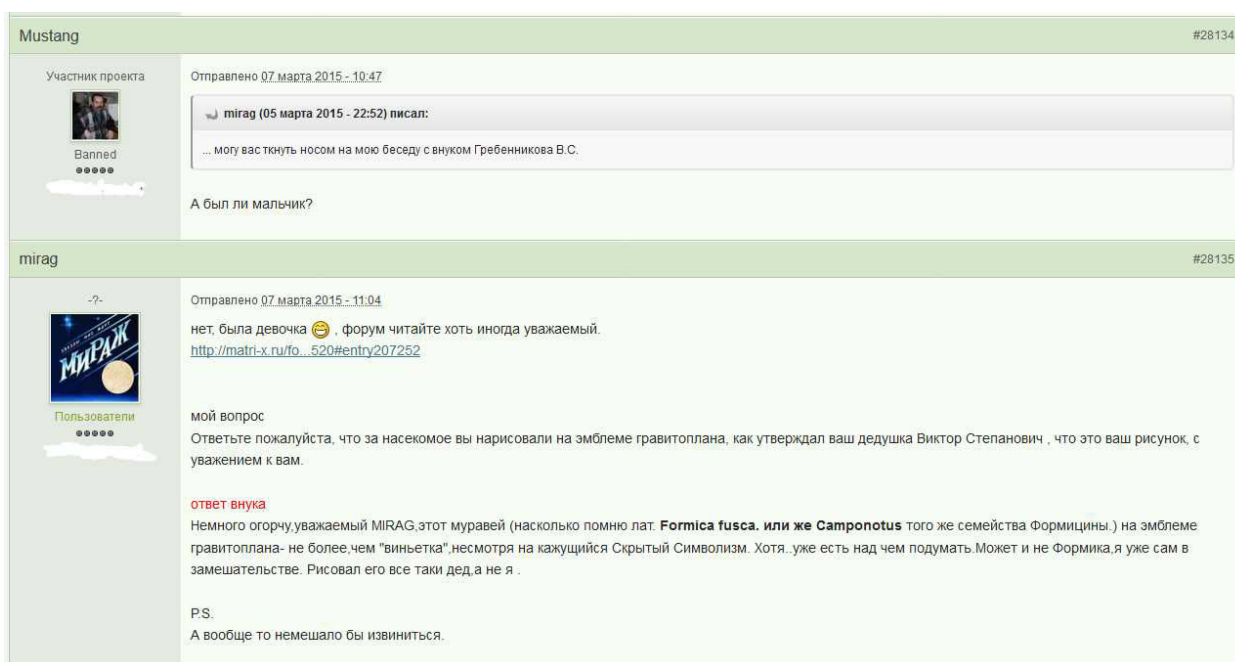 Mustang
#28134
Участник проекта
Banned
Отправлено 07 марта 2015 - 10:47
mirag (05 марта 2015 - 22:52) писал:
... могу вас ткнуть носом на мою беседу с внуком Гребенникова В.С.
А был ли мальчик?
mirag
#28135
-?-
МИРАЖ
Пользователи
Отправлено 07 марта 2015 - 11:04
нет, была девочка , форум читайте хоть иногда уважаемый.
http://matri-x.ru/fo...520#entry207252
мой вопрос
Ответьте пожалуйста, что за насекомое вы нарисовали на эмблеме гравитоплана, как утверждал ваш дедушка Виктор Степанович , что это ваш рисунок, с
уважением к вам.
ответ внука
Немного огорчу,уважаемый MIRAG,этот муравей (насколько помню лат. Formica fusca. или же Camponotus того же семейства Формицины.) на эмблеме
гравитоплана- не более,чем "виньетка",несмотря на кажущийся Скрытый Символизм. Хотя..уже есть над чем подумать.Может и не Формика,я уже сам в
замешательстве. Рисовал его все таки дед,а не я .
P.S.
А вообще то немешало бы извиниться.